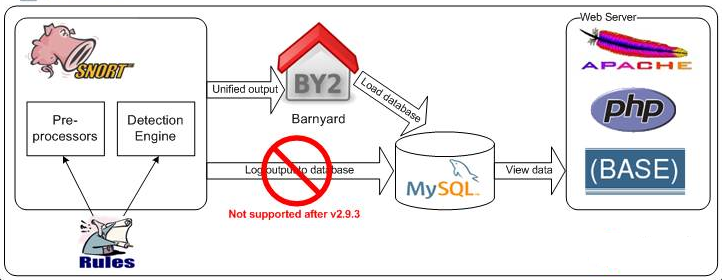 SNORT
Pre-
processors
Detection
Engine
Rules
Unified output
BY2
Barnyard
Load database
Log output to database
Not supported after v2.9.3
MySQL
View data
Web Server
APACHE
php
(BASE)